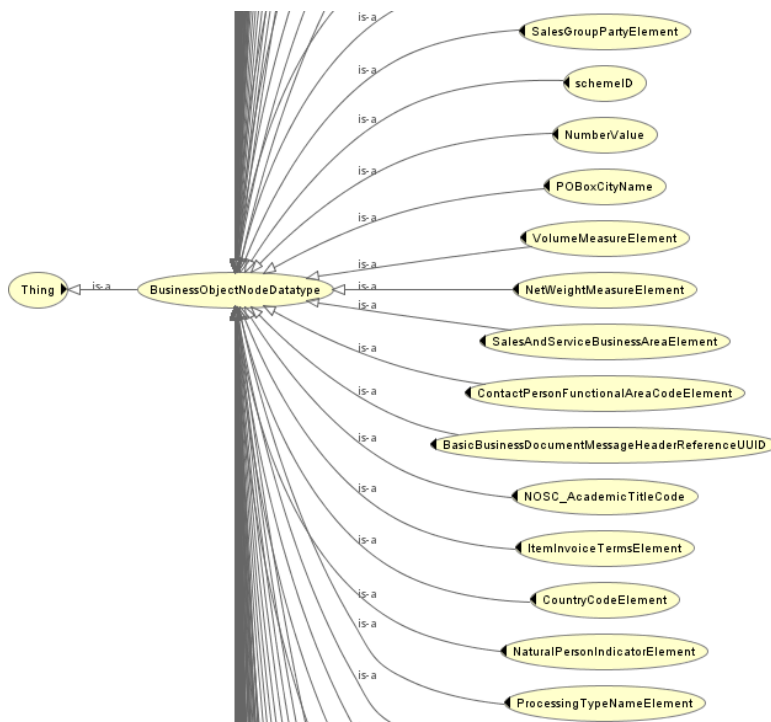 is-a
SalesGroupPartyElement
is-a
schemeID
is-a
NumberValue
is-a
POBoxCityName
is-a
VolumeMeasureElement
is-a
Thing
is-a
BusinessObjectNodeDatatype
is-a
NetWeightMeasureElement
is-a
SalesAndServiceBusinessAreaElement
is-a
ContactPersonFunctionalAreaCodeElement
is-a
BasicBusinessDocumentMessageHeaderReferenceUUID
is-a
NOSC_AcademicTitleCode
is-a
ItemInvoiceTermsElement
is-a
CountryCodeElement
is-a
NaturalPersonIndicatorElement
is-a
ProcessingTypeNameElement